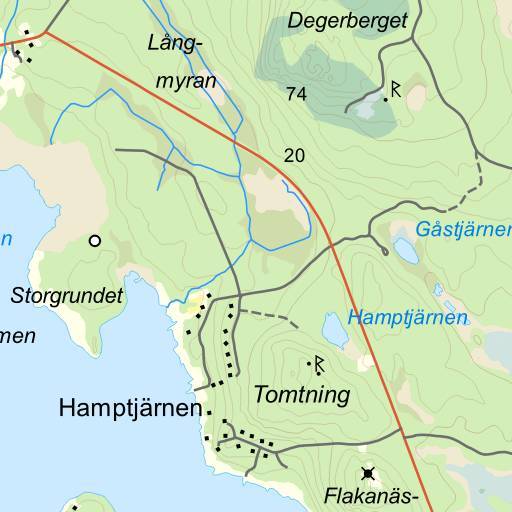 Degerberget
Lång-
myran
74
20
Gåstjärnen
Storgrundet
men
Hamptjärnen
Hamptjärnen
Tomtning
Flakanäs-